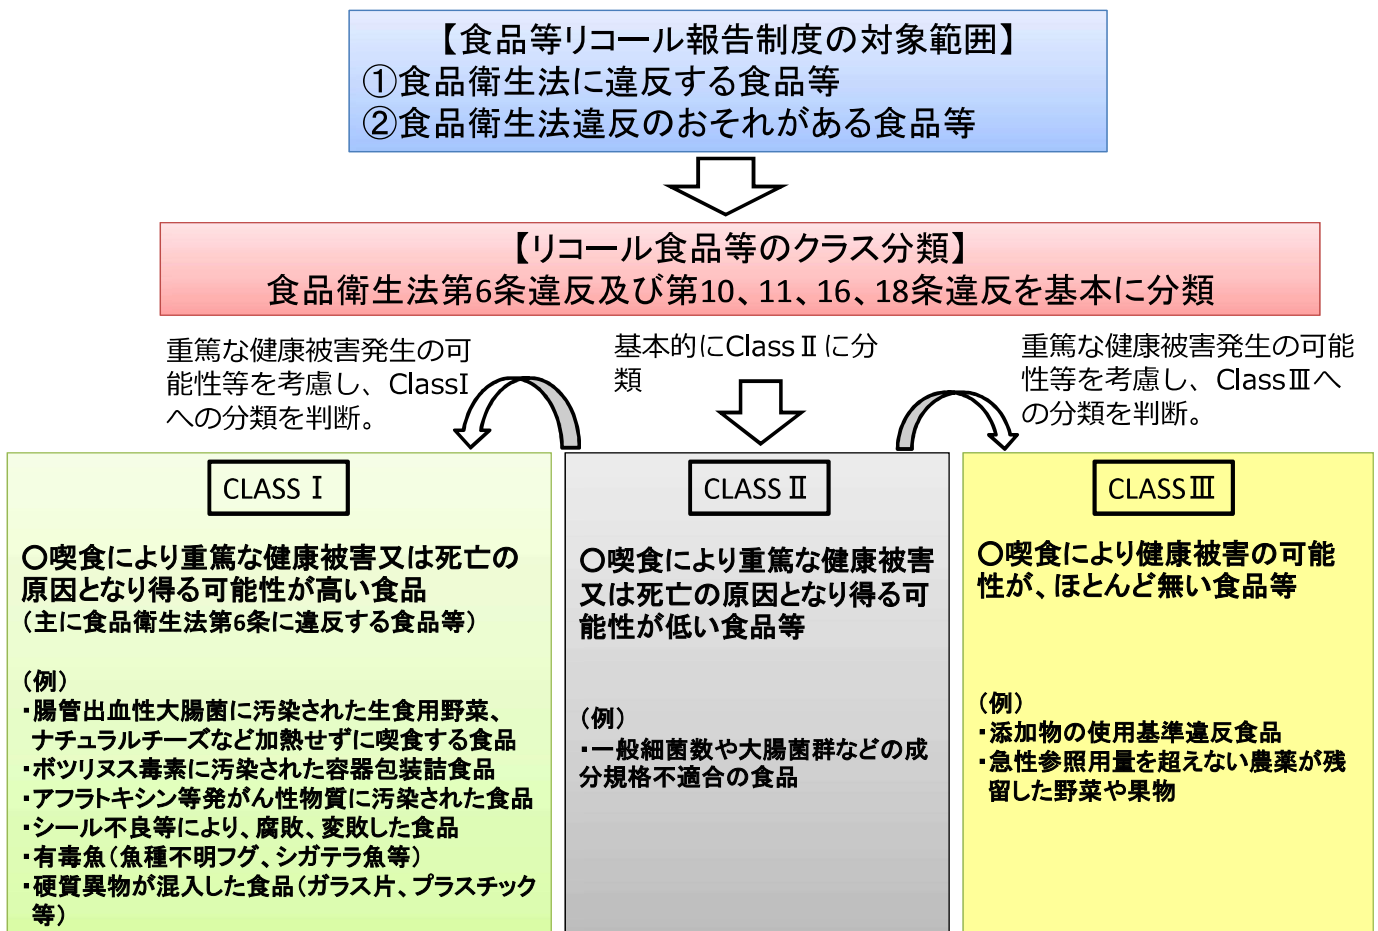 【食品等リコール報告制度の対象範囲】
①食品衛生法に違反する食品等
②食品衛生法違反のおそれがある食品等
【リコール食品等のクラス分類】
食品衛生法第6条違反及び第10、11、16、18条違反を基本に分類
重篤な健康被害発生の可
能性等を考慮し、ClassⅠ
への分類を判断。
基本的にClassⅡに分
類
重篤な健康被害発生の可能
性等を考慮し、ClassⅢへ
の分類を判断。
CLASS Ⅰ
○喫食により重篤な健康被害又は死亡の
原因となり得る可能性が高い食品
（主に食品衛生法第6条に違反する食品等）
（例）
・腸管出血性大腸菌に汚染された生食用野菜、
ナチュラルチーズなど加熱せずに喫食する食品
・ボツリヌス毒素に汚染された容器包装詰食品
・アフラトキシン等発がん性物質に汚染された食品
・シール不良等により、腐敗、変敗した食品
・有毒魚（魚種不明フグ、シガテラ魚等）
・硬質異物が混入した食品（ガラス片、プラスチック
等）
CLASS Ⅱ
○喫食により重篤な健康被害
又は死亡の原因となり得る可
能性が低い食品等
（例）
・一般細菌数や大腸菌群などの成
分規格不適合の食品
CLASS Ⅲ
○喫食により健康被害の可能
性が、ほとんど無い食品等
（例）
・添加物の使用基準違反食品
・急性参照用量を超えない農薬が残
留した野菜や果物